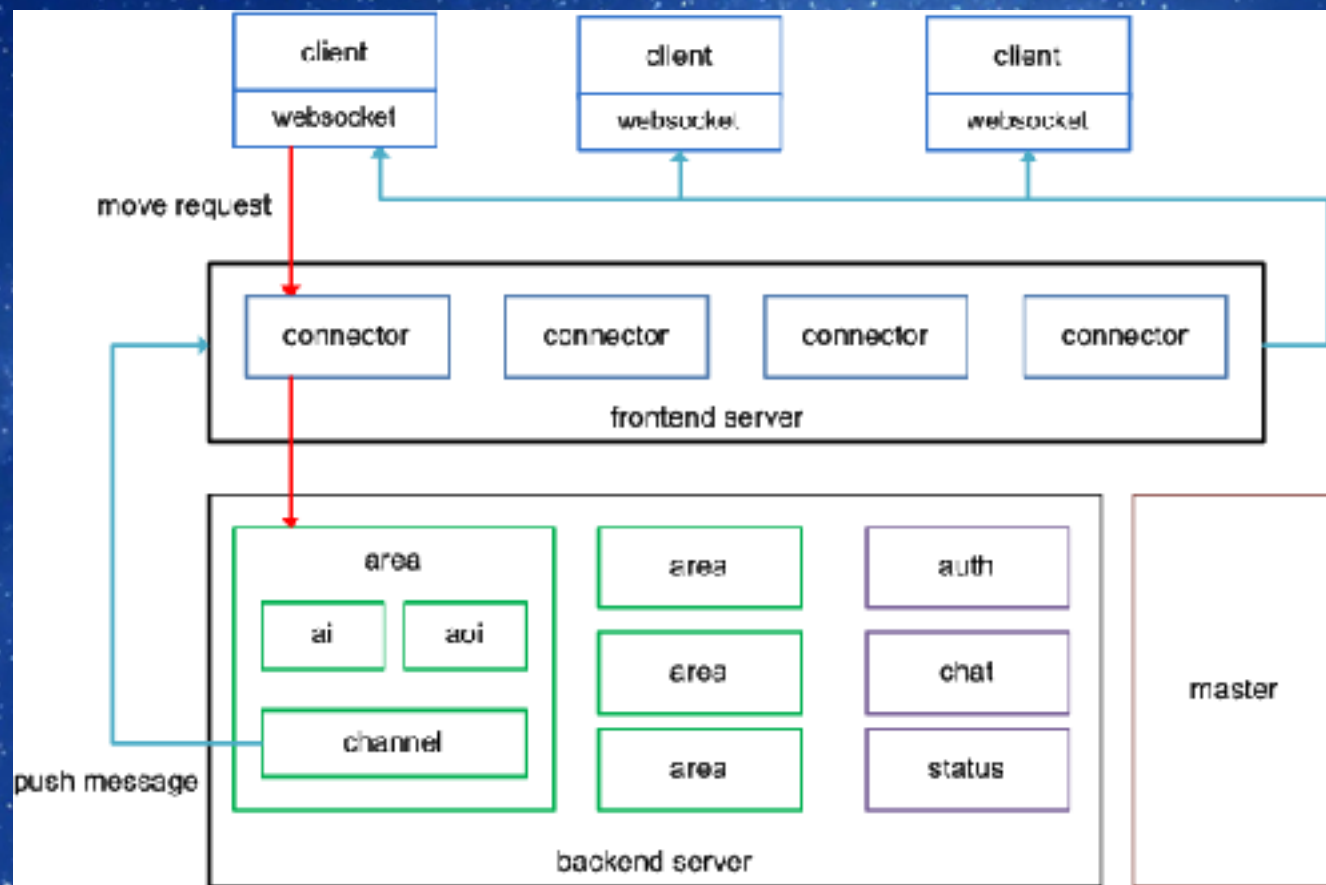 client
client
client
websocket
websocket
websocket
move request
connector
connector
connector
connector
frontend server
area
ai
aoi
channel
area
area
area
auth
chat
status
master
push message
backend server